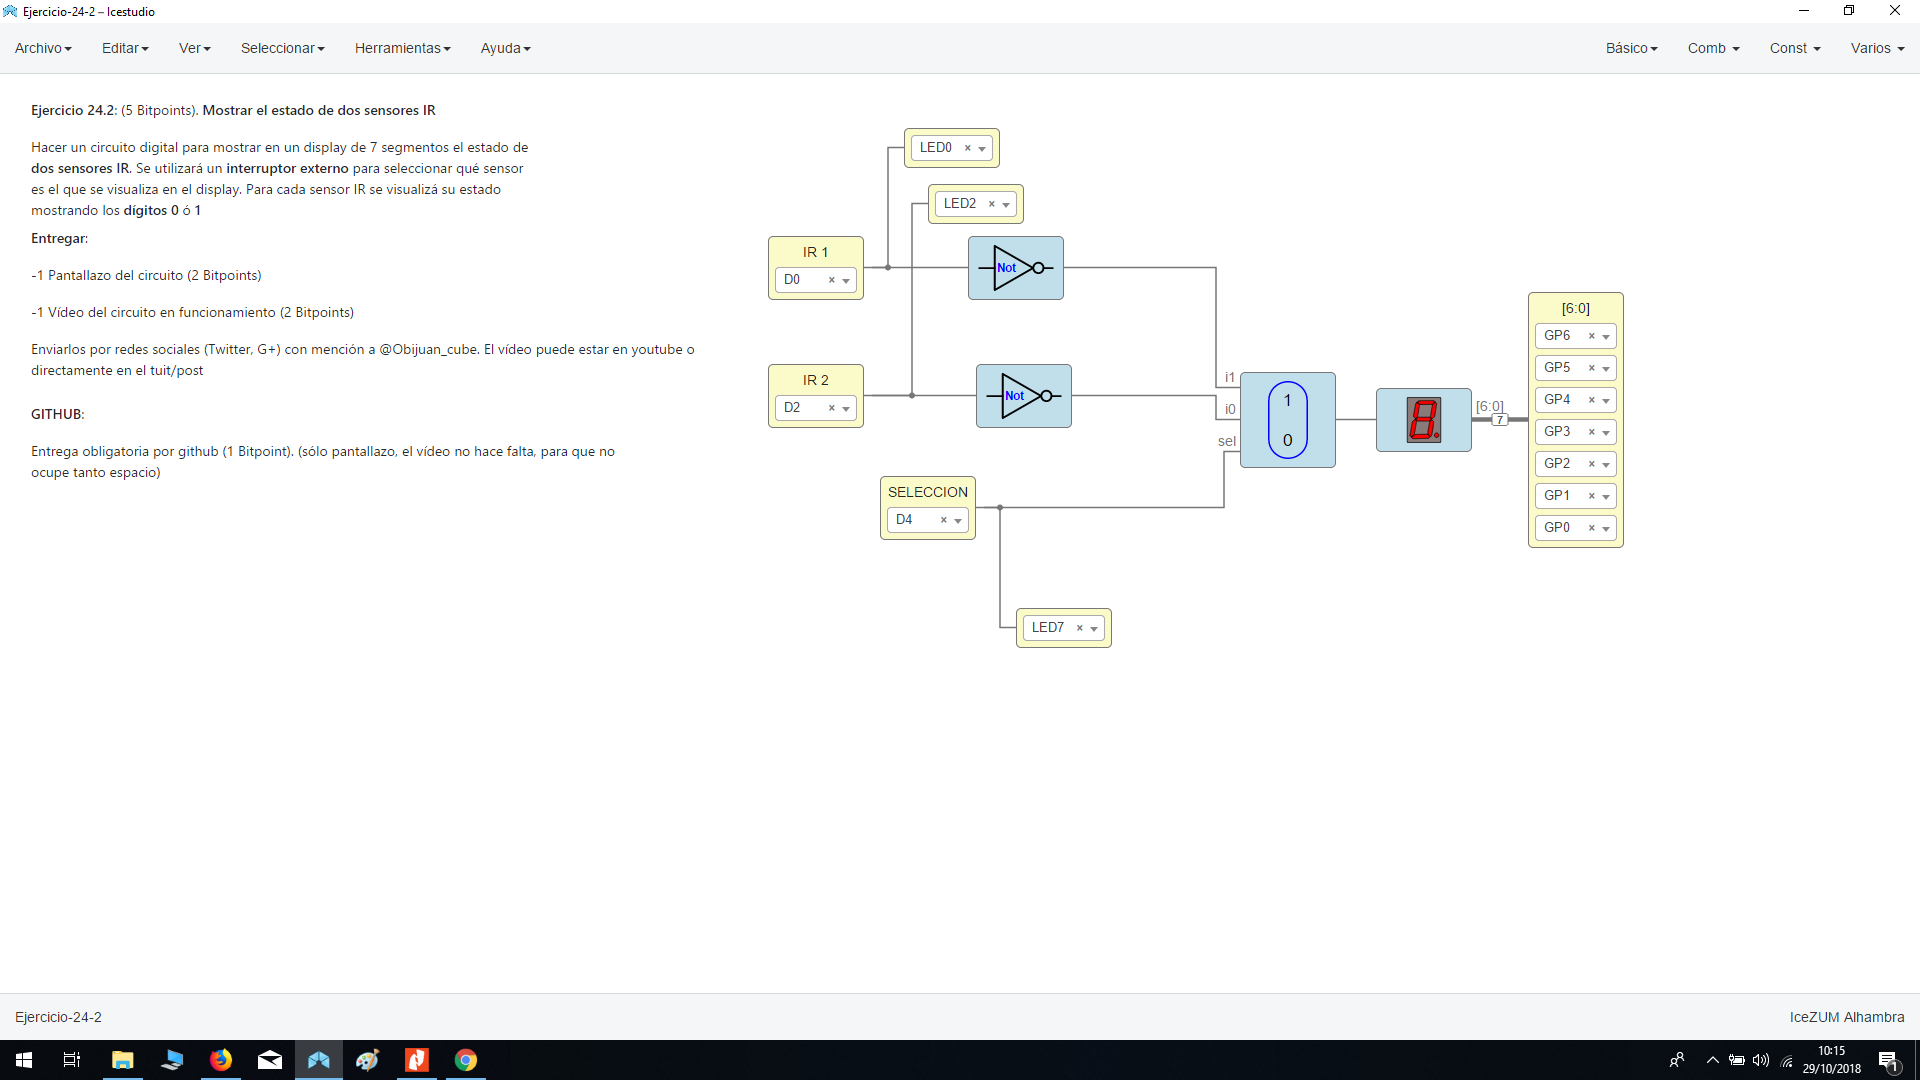 Ejercicio-24-2 – Icestudio
Archivo Editar Ver Seleccionar Herramientas Ayuda Básico Comb Const Varios
Ejercicio 24.2: (5 Bitpoints). Mostrar el estado de dos sensores IR
Hacer un circuito digital para mostrar en un display de 7 segmentos el estado de
dos sensores IR. Se utilizará un interruptor externo para seleccionar qué sensor
es el que se visualiza en el display. Para cada sensor IR se visualizá su estado
mostrando los dígitos 0 ó 1
Entregar:
-1 Pantallazo del circuito (2 Bitpoints)
-1 Vídeo del circuito en funcionamiento (2 Bitpoints)
Enviarlos por redes sociales (Twitter, G+) con mención a @Obijuan_cube. El vídeo puede estar en youtube o
directamente en el tuit/post
GITHUB:
Entrega obligatoria por github (1 Bitpoint). (sólo pantallazo, el vídeo no hace falta, para que no
ocupe tanto espacio)
LED0 ×
LED2 ×
IR 1
D0 ×
Not
IR 2
D2 ×
Not
SELECCION
D4 ×
LED7 ×
i1
i0
sel
1
0
[6:0]
7
[6:0]
GP6 ×
GP5 ×
GP4 ×
GP3 ×
GP2 ×
GP1 ×
GP0 ×
Ejercicio-24-2
IceZUM Alhambra
10:15
29/10/2018
1